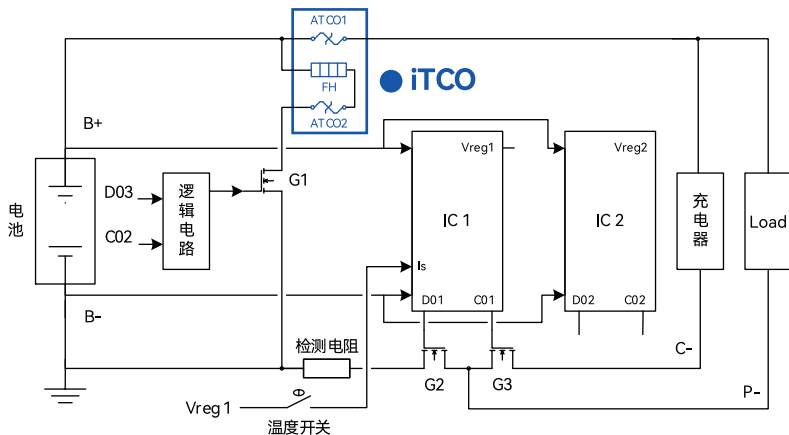 ATCO1
FH
ATCO2
iTCO
B+
Vreg1
Vreg2
G1
D03
逻辑电路
C02
电池
IC 1
IC 2
充电器
Load
Is
D01
C01
D02
C02
B-
检测电阻
G2
G3
C-
P-
Vreg1
温度开关